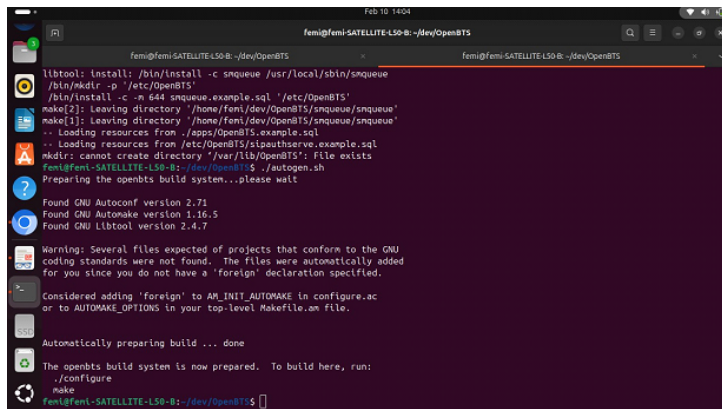 Feb 10 14:04
femi@femi-SATELLITE-L50-B: ~/dev/OpenBTS
femi@femi-SATELLITE-L50-B: ~/dev/OpenBTS
femi@femi-SATELLITE-L50-B: ~/dev/OpenBTS
libtool: install: /bin/install -c smqueue /usr/local/sbin/smqueue
/bin/mkdir -p '/etc/OpenBTS'
/bin/install -c -m 644 smqueue.example.sql '/etc/OpenBTS'
make[2]: Leaving directory '/home/femi/dev/OpenBTS/smqueue/smqueue'
make[1]: Leaving directory '/home/femi/dev/OpenBTS/smqueue/smqueue'
-- Loading resources from ./apps/OpenBTS.example.sql
-- Loading resources from /etc/OpenBTS/sipauthserve.example.sql
mkdir: cannot create directory ‘/var/lib/OpenBTS’: File exists
femi@femi-SATELLITE-L50-B:~/dev/OpenBTS$ ./autogen.sh
Preparing the openbts build system...please wait
Found GNU Autoconf version 2.71
Found GNU Automake version 1.16.5
Found GNU Libtool version 2.4.7
Warning: Several files expected of projects that conform to the GNU
coding standards were not found.  The files were automatically added
for you since you do not have a 'foreign' declaration specified.
Considered adding 'foreign' to AM_INIT_AUTOMAKE in configure.ac
or to AUTOMAKE_OPTIONS in your top-level Makefile.am file.
Automatically preparing build ... done
The openbts build system is now prepared.  To build here, run:
./configure
make
femi@femi-SATELLITE-L50-B:~/dev/OpenBTS$
3
SSD